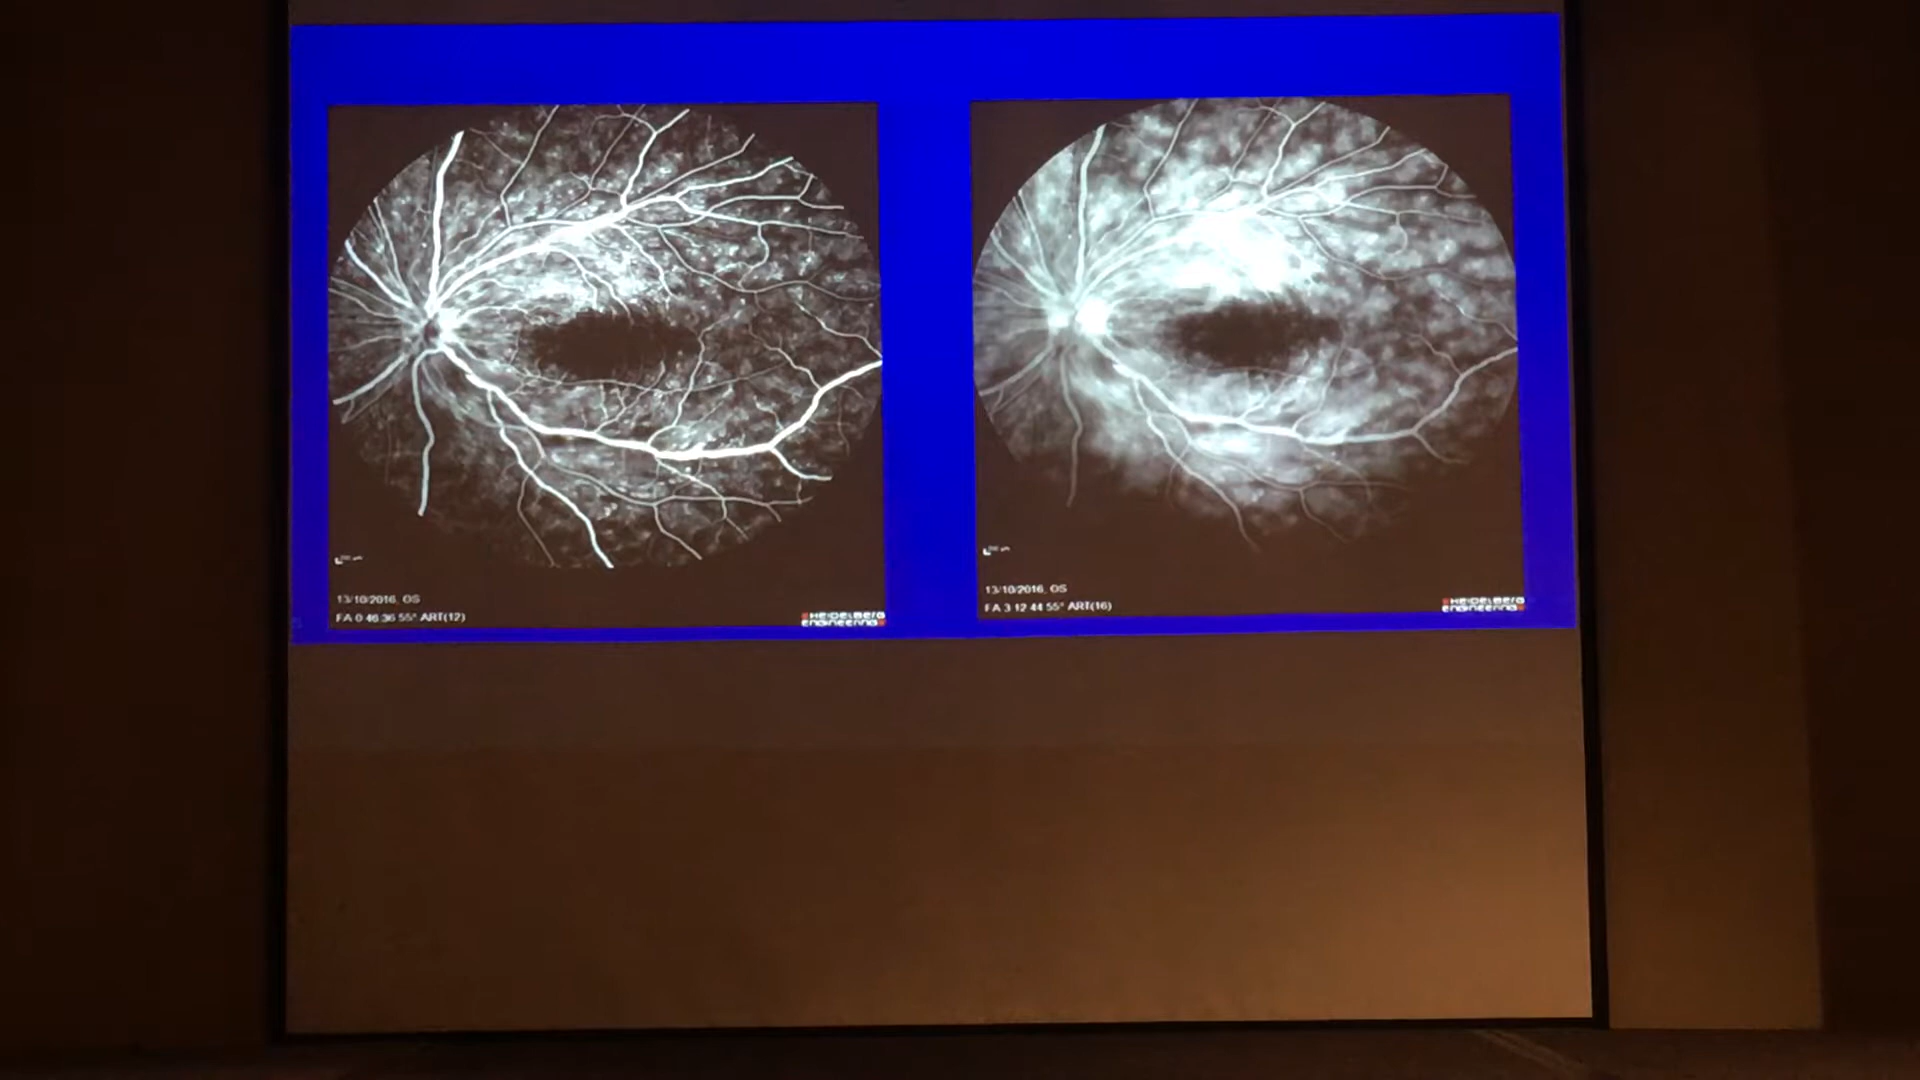 13/10/2016, OS
FA 0:46:36 55° ART(12)
HEIDELBERG
ENGINEERING
13/10/2016, OS
FA 3:12:44 55° ART(16)
HEIDELBERG
ENGINEERING